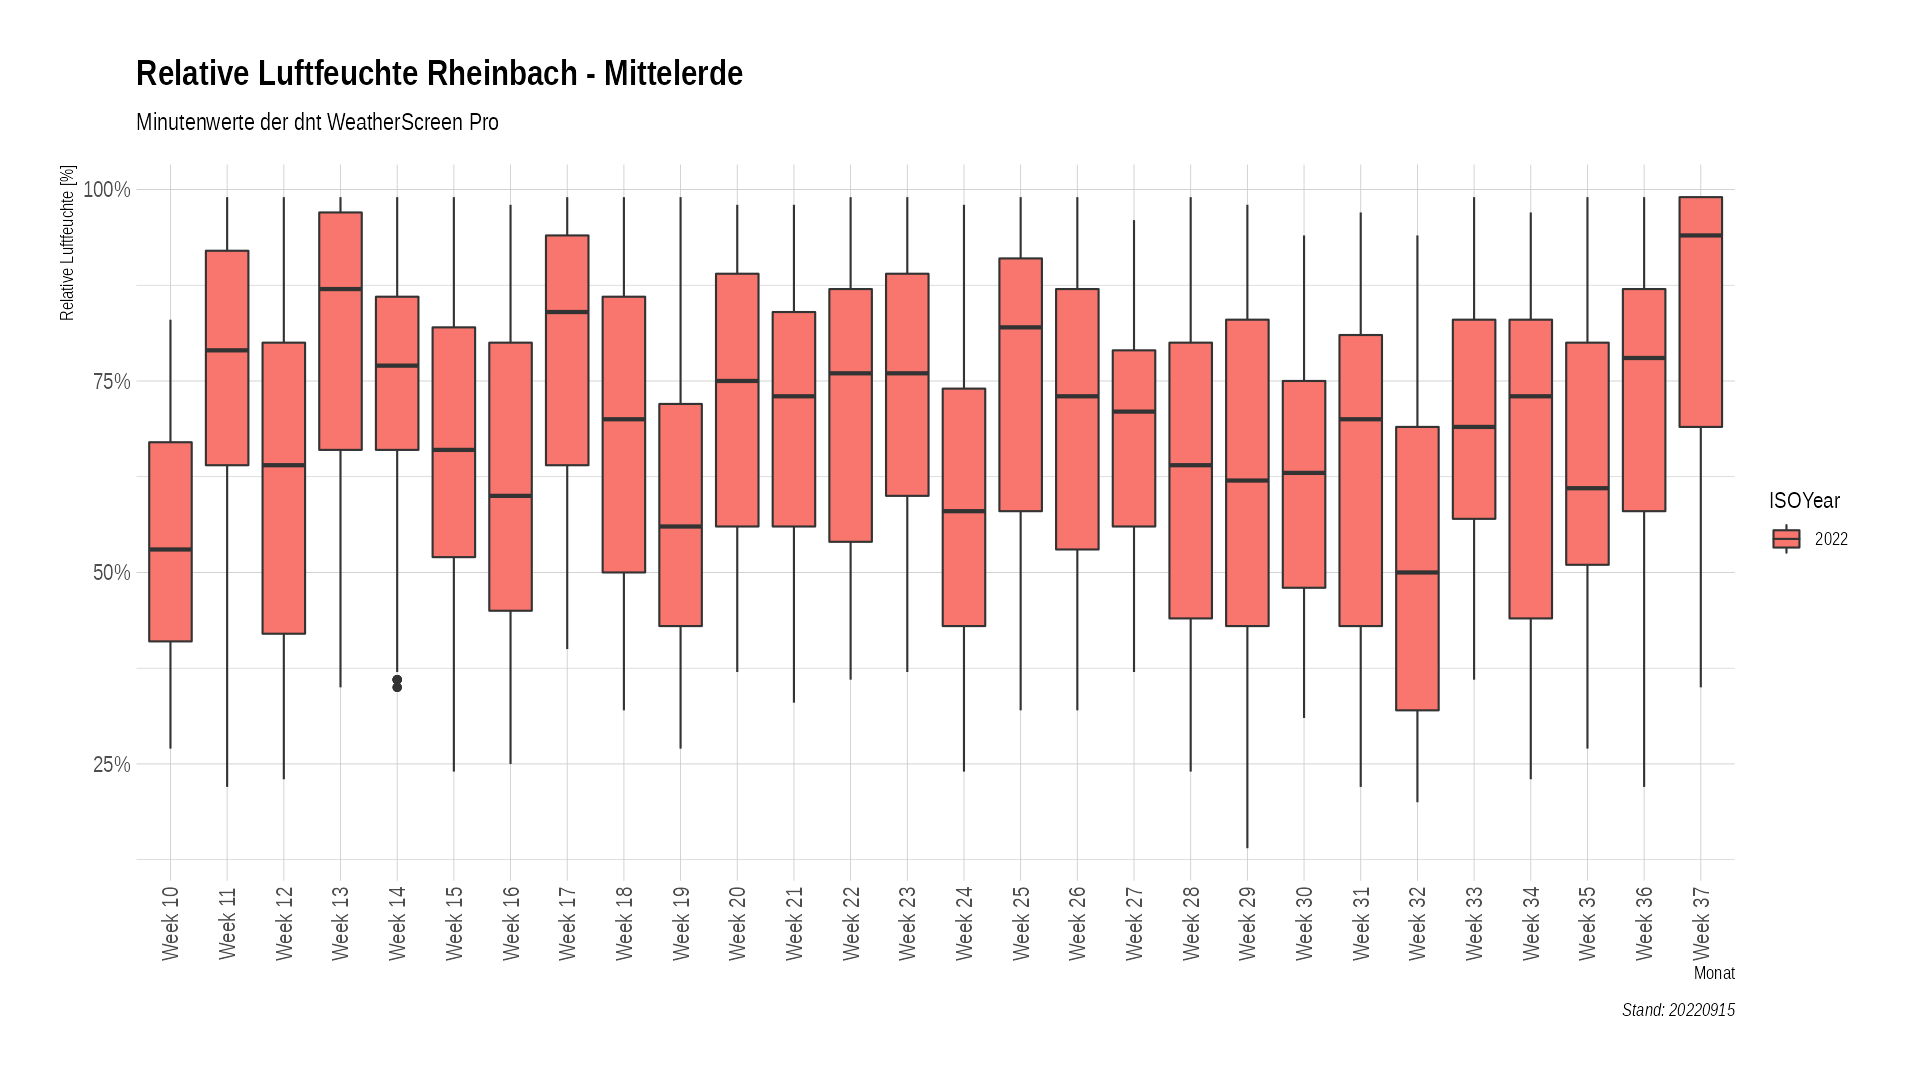 Relative Luftfeuchte Rheinbach - Mittelerde
Minutenwerte der dnt WeatherScreen Pro
Relative Luftfeuchte [%]
100%
75%
50%
25%
Week 10
Week 11
Week 12
Week 13
Week 14
Week 15
Week 16
Week 17
Week 18
Week 19
Week 20
Week 21
Week 22
Week 23
Week 24
Week 25
Week 26
Week 27
Week 28
Week 29
Week 30
Week 31
Week 32
Week 33
Week 34
Week 35
Week 36
Week 37
Monat
ISOYear
2022
Stand: 20220915